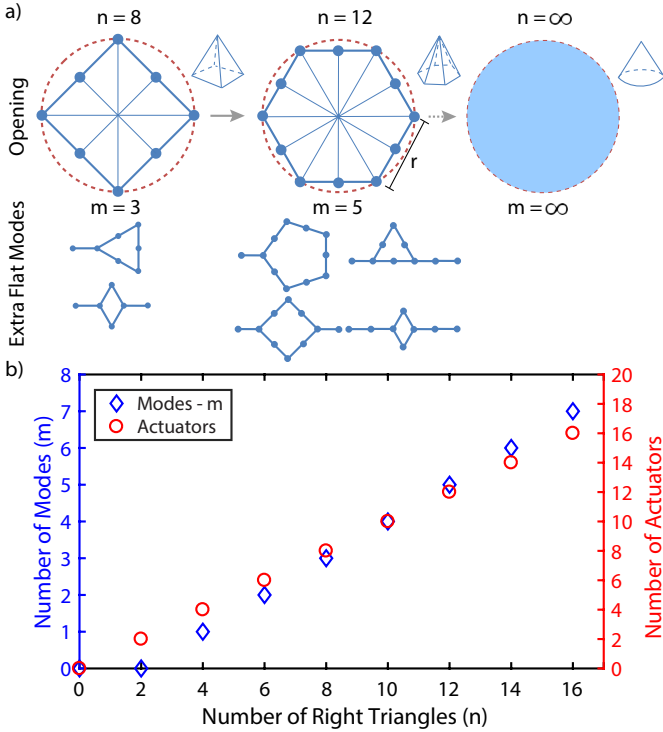 a)
n = 8
n = 12
n = ∞
Opening
r
m = 3
m = 5
m = ∞
Extra Flat Modes
b)
8
7
6
5
4
3
2
1
0
Number of Modes (m)
Modes - m
Actuators
20
18
16
14
12
10
8
6
4
2
0
Number of Actuators
0 2 4 6 8 10 12 14 16
Number of Right Triangles (n)